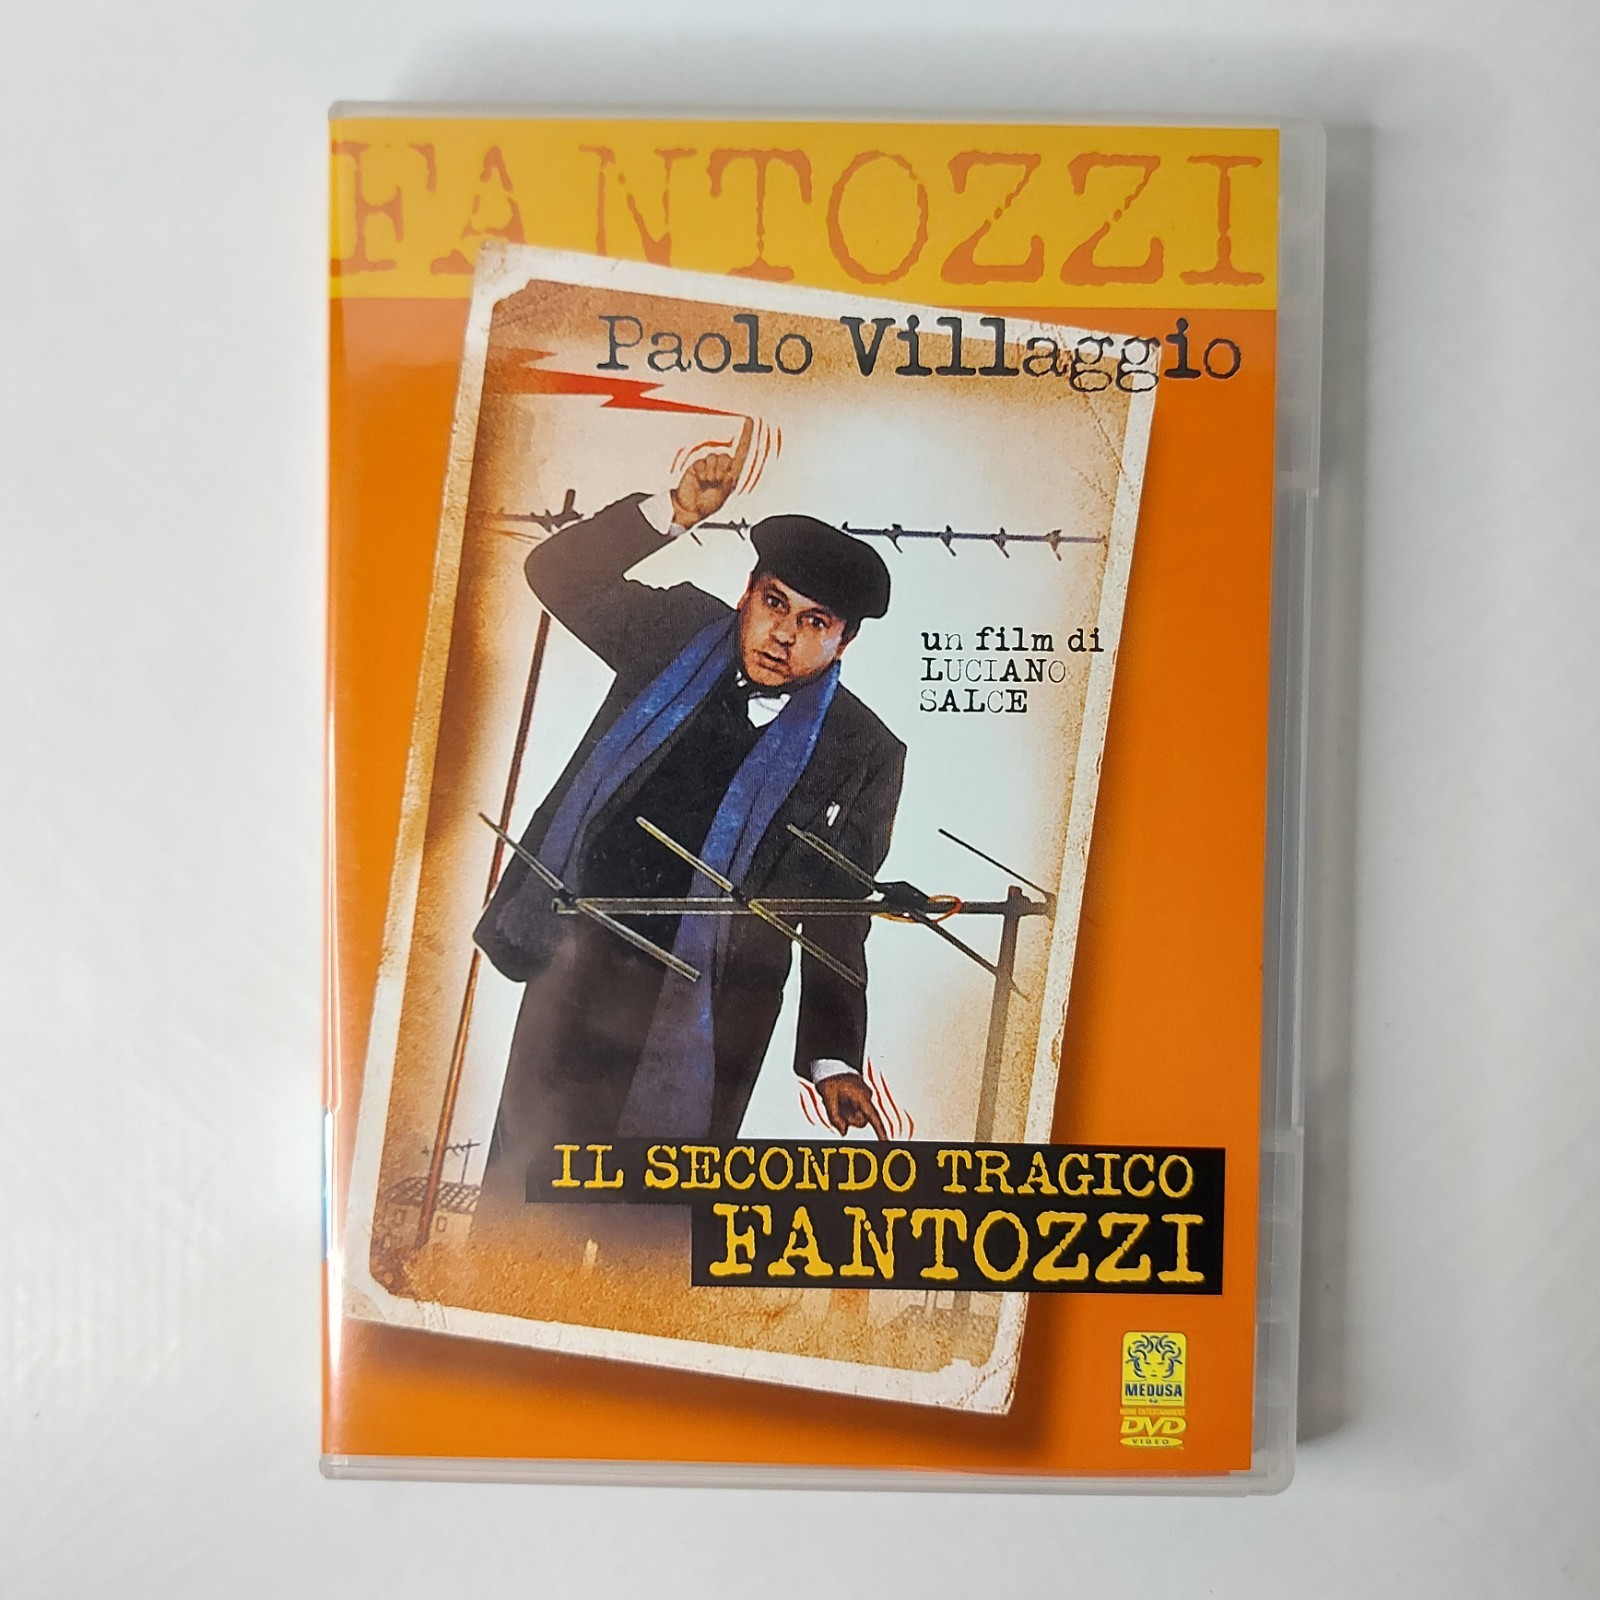 FANTOZZI
Paolo Villaggio
un film di
LUCIANO
SALCE
IL SECONDO TRAGICO
FANTOZZI
MEDUSA
HOME ENTERTAINMENT
DVD
VIDEO